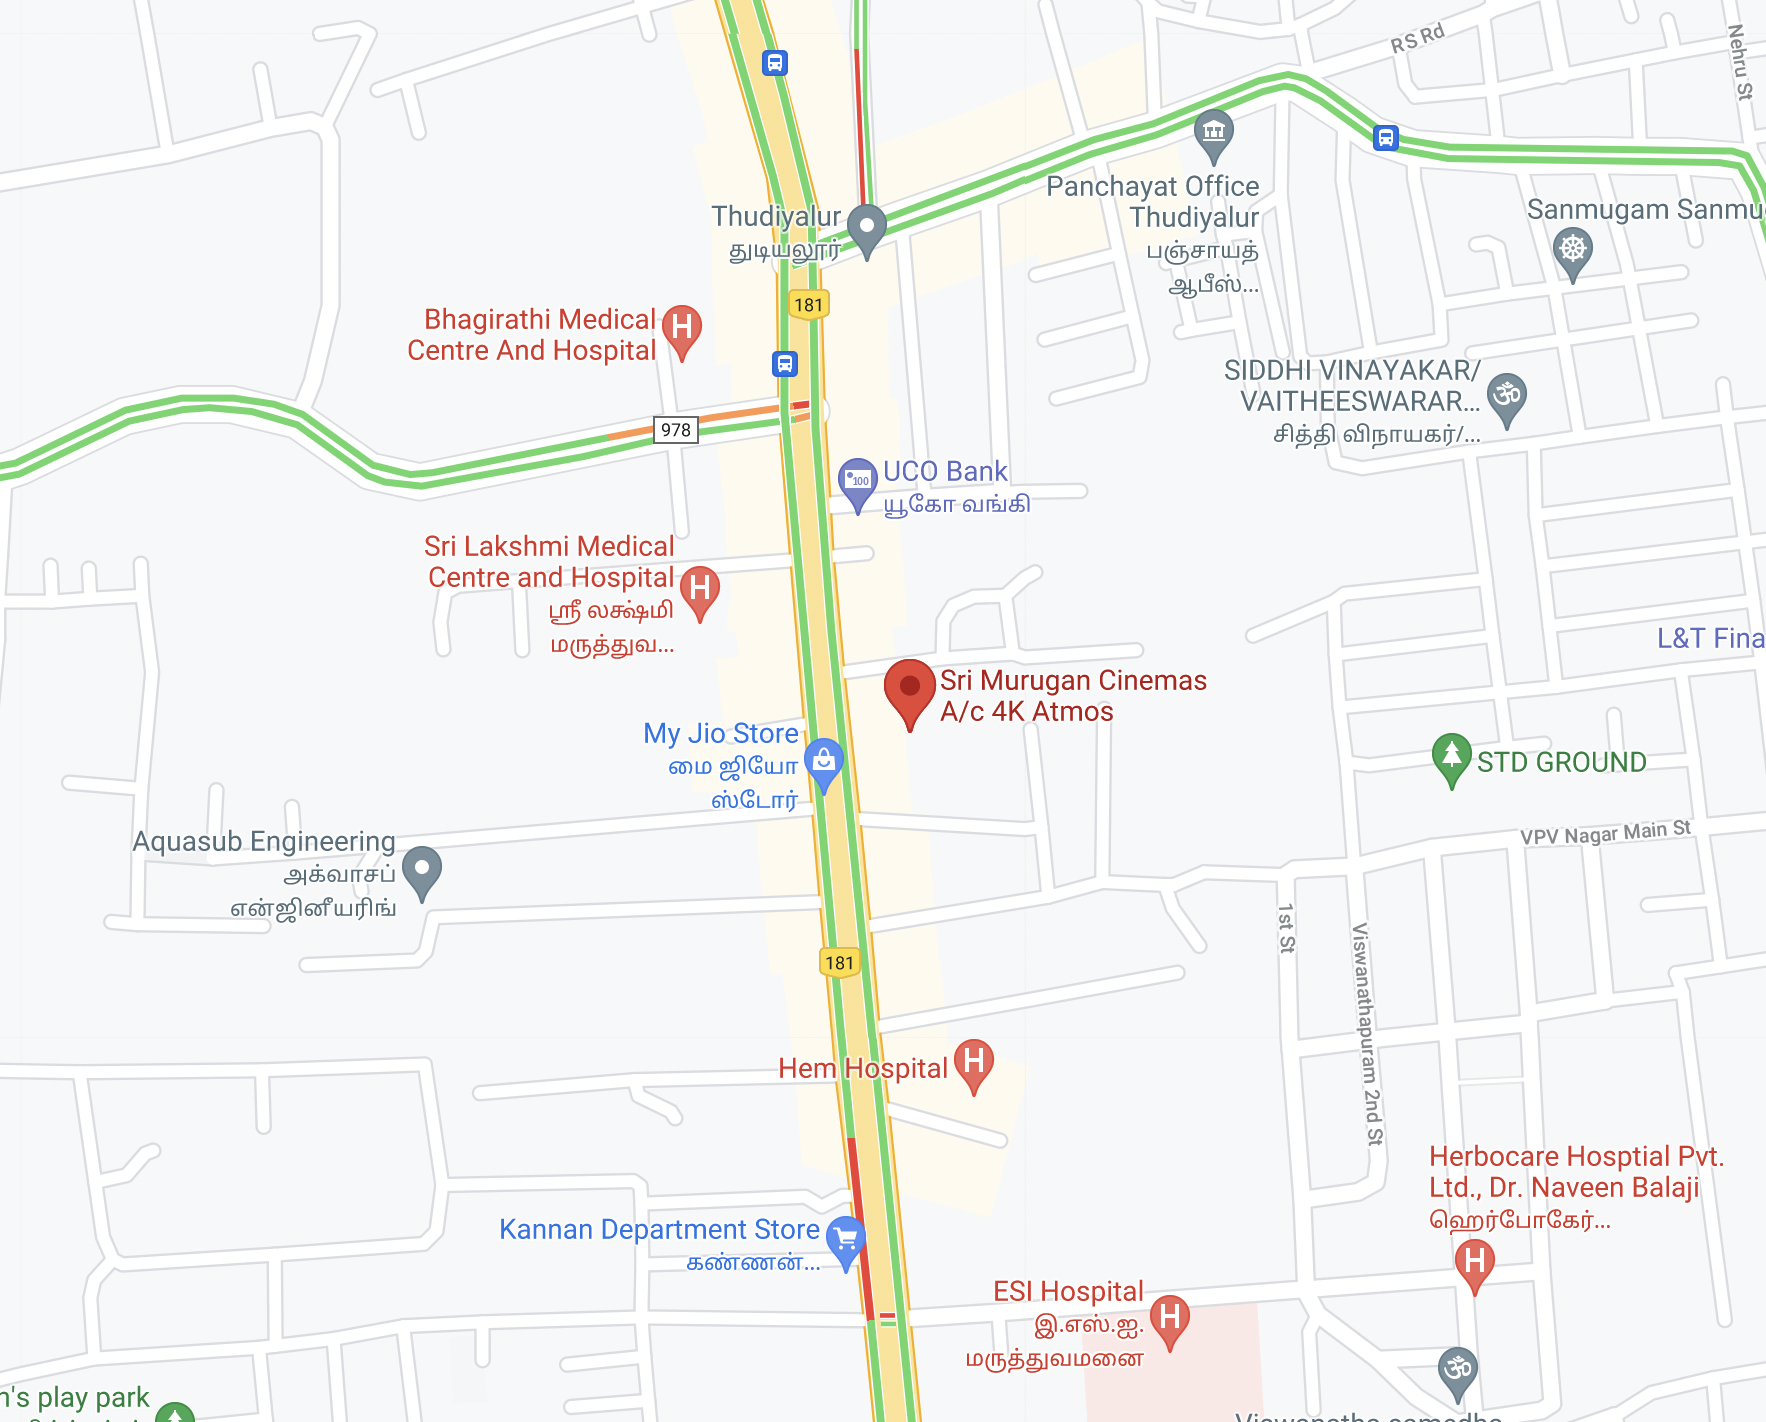 RS Rd
Nehru St
Thudiyalur
துடியலூர்
Panchayat Office
Thudiyalur
பஞ்சாயத்
ஆபீஸ்...
Sanmugam Sanmu
181
Bhagirathi Medical
Centre And Hospital
SIDDHI VINAYAKAR/
VAITHEESWARAR...
சித்தி விநாயகர்/...
978
100
UCO Bank
யூகோ வங்கி
Sri Lakshmi Medical
Centre and Hospital
ஸ்ரீ லக்ஷ்மி
மருத்துவ...
L&T Fina
Sri Murugan Cinemas
A/c 4K Atmos
My Jio Store
மை ஜியோ
ஸ்டோர்
STD GROUND
VPV Nagar Main St
Aquasub Engineering
அக்வாசப்
என்ஜினீயரிங்
1st St
Viswanathapuram 2nd St
181
Hem Hospital
Herbocare Hosptial Pvt.
Ltd., Dr. Naveen Balaji
ஹெர்போகேர்...
Kannan Department Store
கண்ணன்...
ESI Hospital
இ.எஸ்.ஐ.
மருத்துவமனை
n's play park